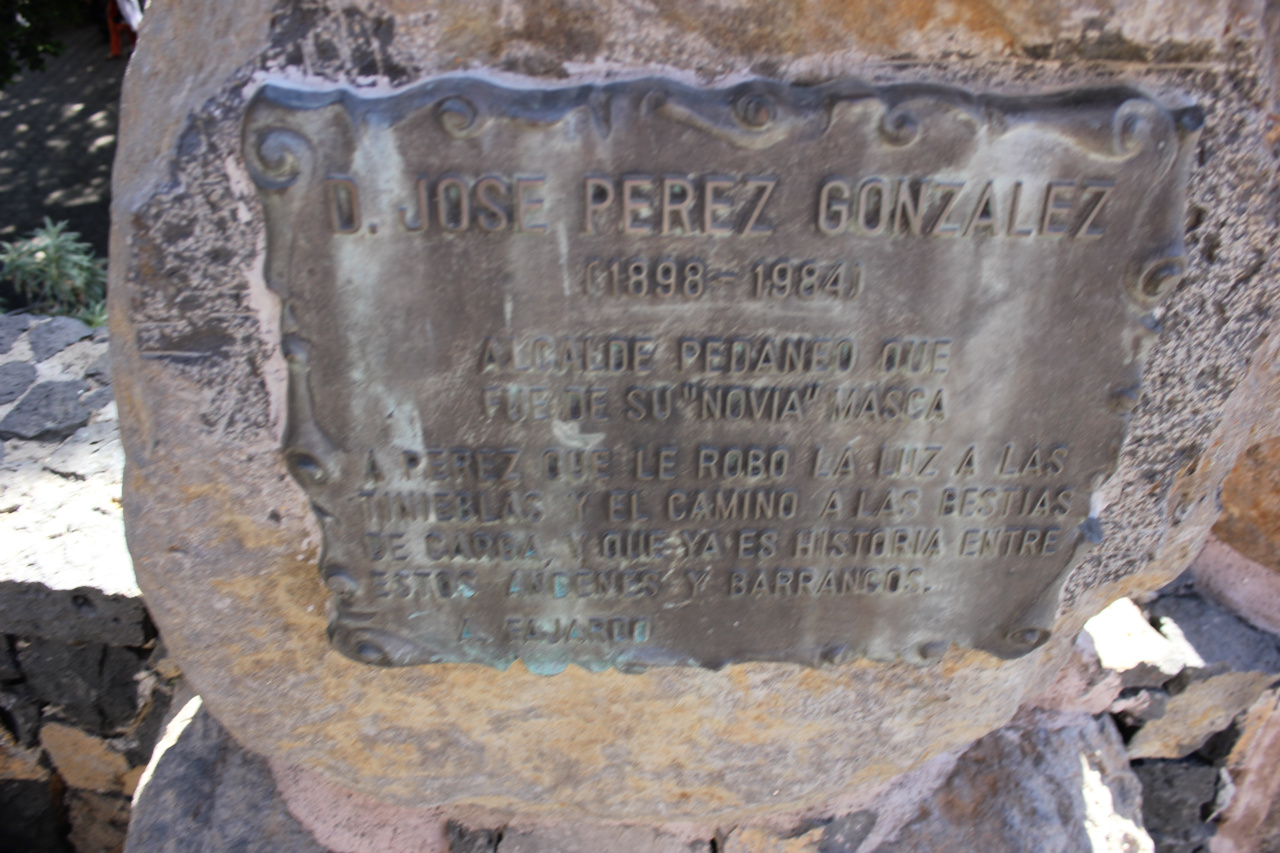 D. JOSE PEREZ GONZALEZ
(1898 - 1984)
ALCALDE PEDANEO QUE
FUE DE SU "NOVIA" MASCA
A PEREZ QUE LE ROBO LA LUZ A LAS
TINIEBLAS Y EL CAMINO A LAS BESTIAS
DE CARGA, Y QUE YA ES HISTORIA ENTRE
ESTOS ANDENES Y BARRANCOS.
A. FAJARDO